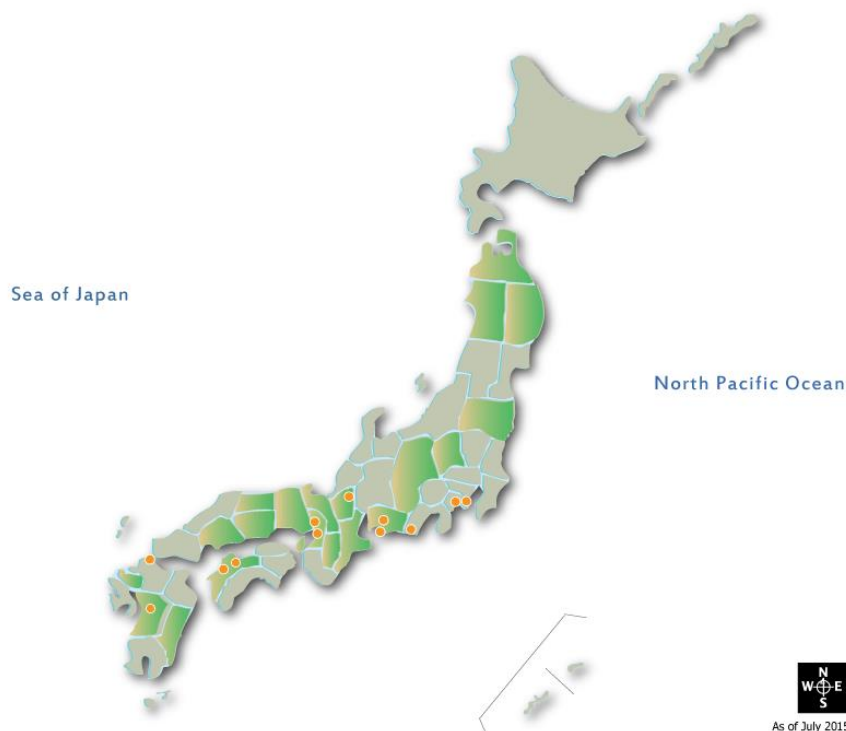 Sea of Japan
North Pacific Ocean
N
W E
S
As of July 2015